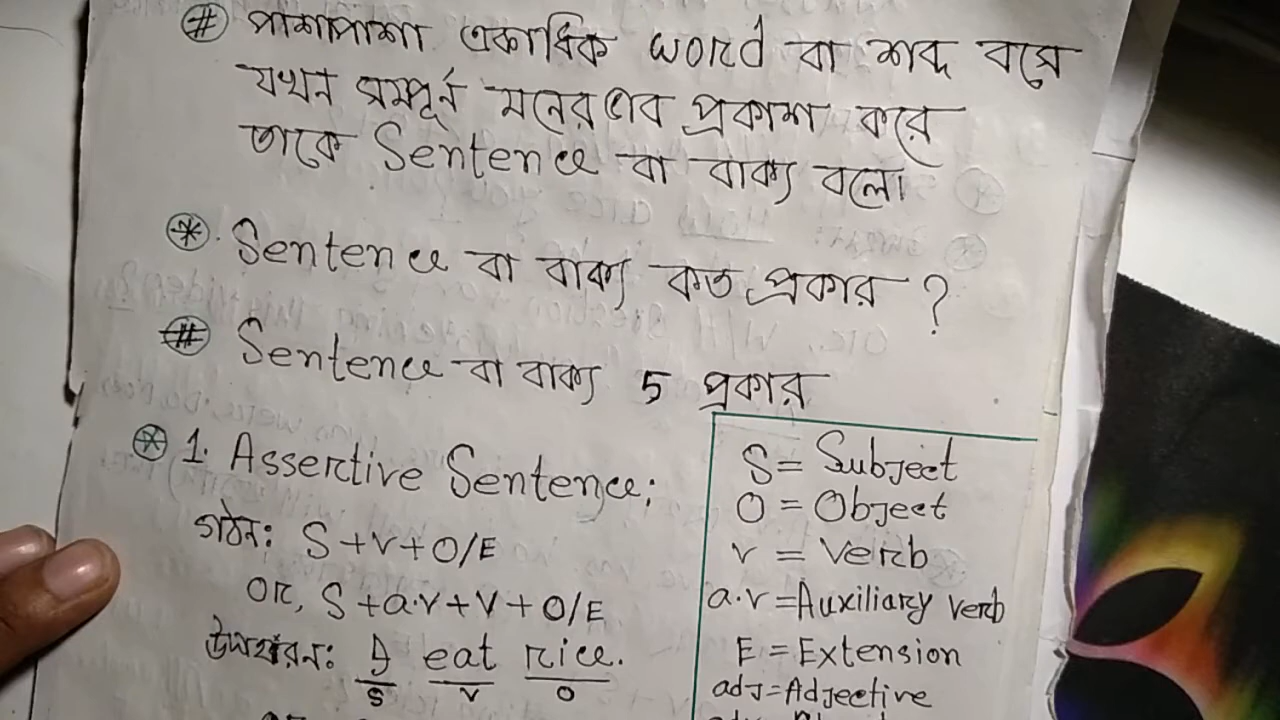 # পাশাপাশা একাধিক word বা শব্দ বসে
যখন সম্পূর্ন মনের ভাব প্রকাশ করে
তাকে Sentence বা বাক্য বলে।
* Sentence বা বাক্য কত প্রকার ?
# Sentence বা বাক্য 5 প্রকার
* 1. Assertive Sentence;
গঠন: S+v+O/E
or, S+a.v+v+O/E
উদাহরন: I eat rice.
S V O
S = Subject
O = Object
v = verb
a.v = Auxiliary verb
E = Extension
adj = Adjective